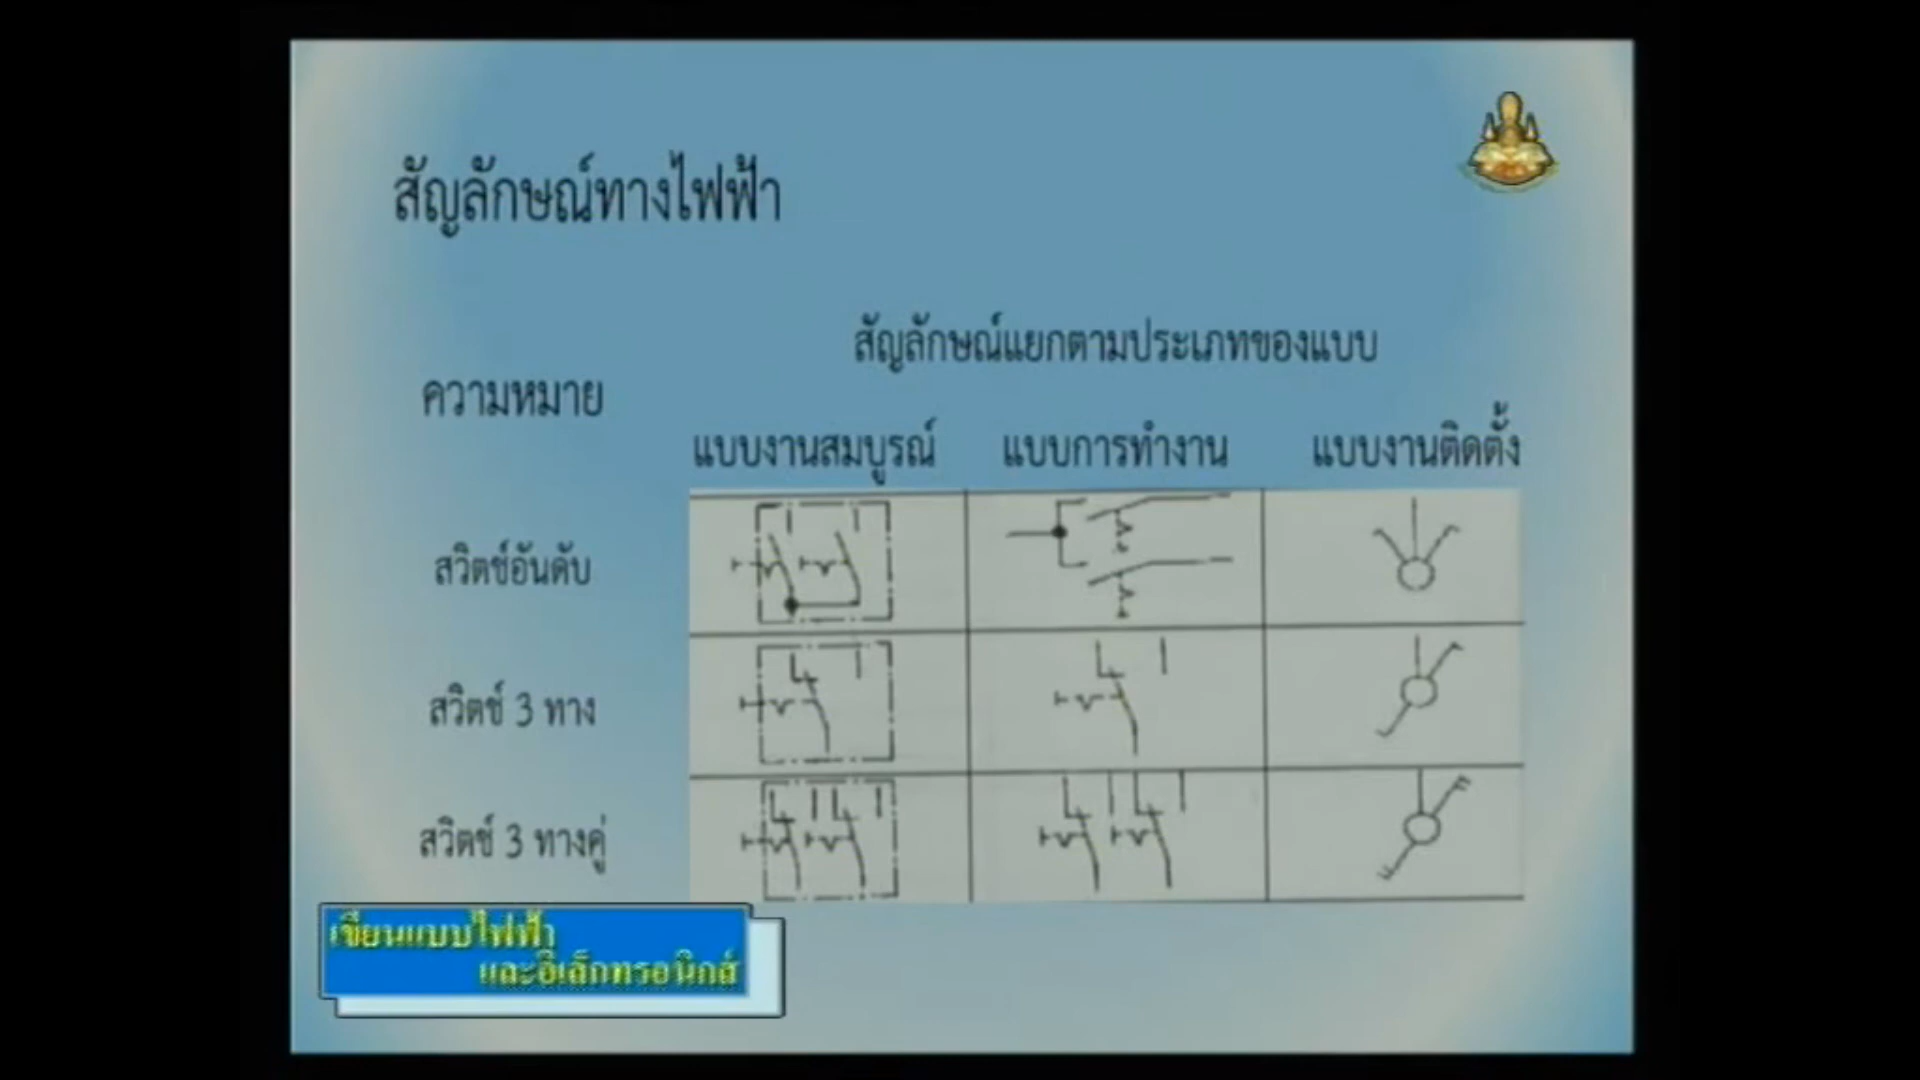 สัญลักษณ์ทางไฟฟ้า
สัญลักษณ์แยกตามประเภทของแบบ
ความหมาย
แบบงานสมบูรณ์ แบบการทำงาน แบบงานติดตั้ง
สวิตช์อันดับ
สวิตช์ 3 ทาง
สวิตช์ 3 ทางคู่
เขียนแบบไฟฟ้า
และอิเล็กทรอนิกส์